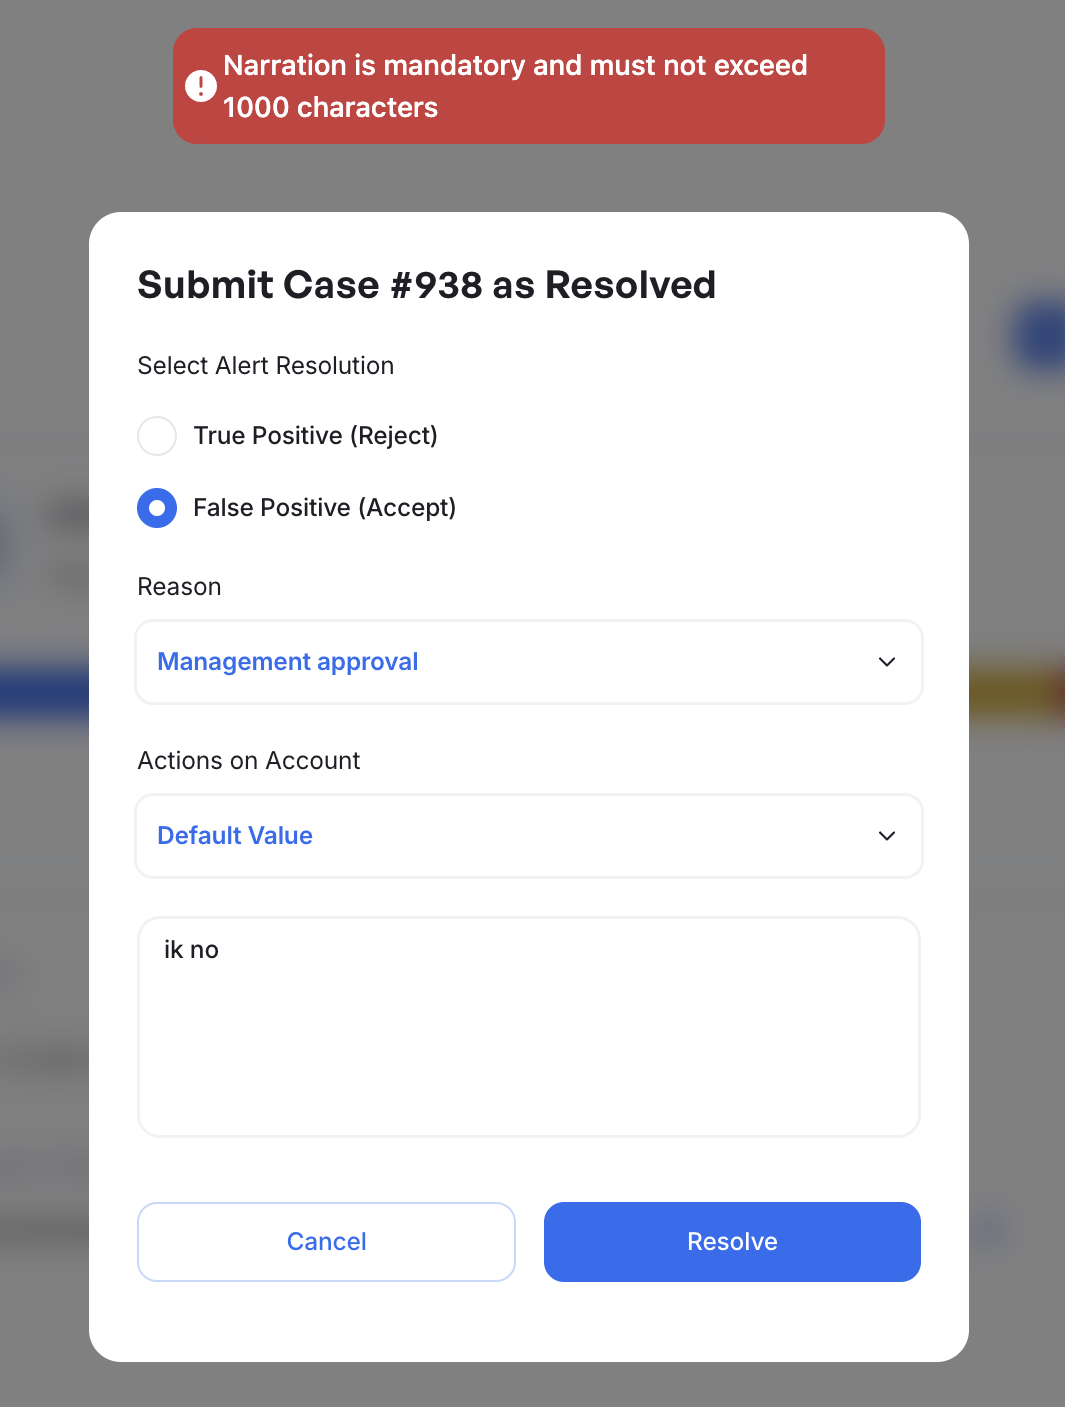 Narration is mandatory and must not exceed
1000 characters
Submit Case #938 as Resolved
Select Alert Resolution
True Positive (Reject)
False Positive (Accept)
Reason
Management approval
Actions on Account
Default Value
ik no
Cancel
Resolve